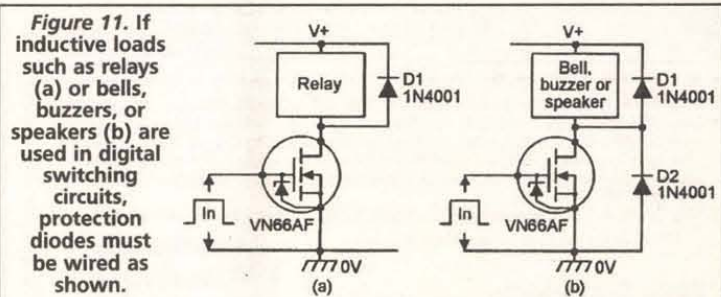 Figure 11. If
inductive loads
such as relays
(a) or bells,
buzzers, or
speakers (b) are
used in digital
switching
circuits,
protection
diodes must
be wired as
shown.
V+
Relay
D1
1N4001
In
VN66AF
0V
(a)
V+
Bell,
buzzer or
speaker
D1
1N4001
D2
1N4001
In
VN66AF
0V
(b)